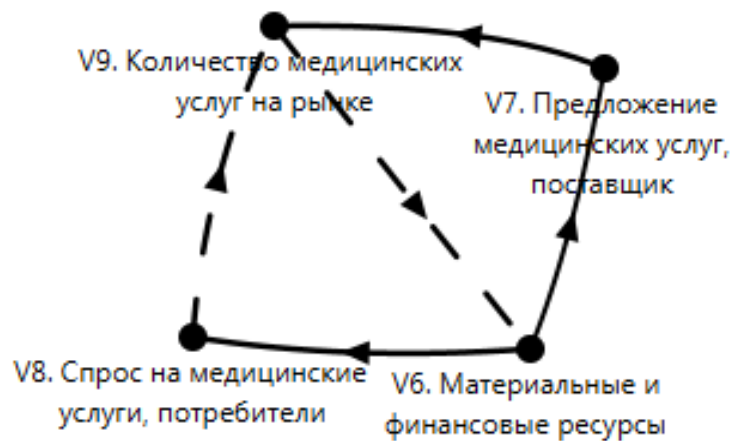 V9. Количество медицинских
услуг на рынке
V7. Предложение
медицинских услуг,
поставщик
V8. Спрос на медицинские
услуги, потребители
V6. Материальные и
финансовые ресурсы